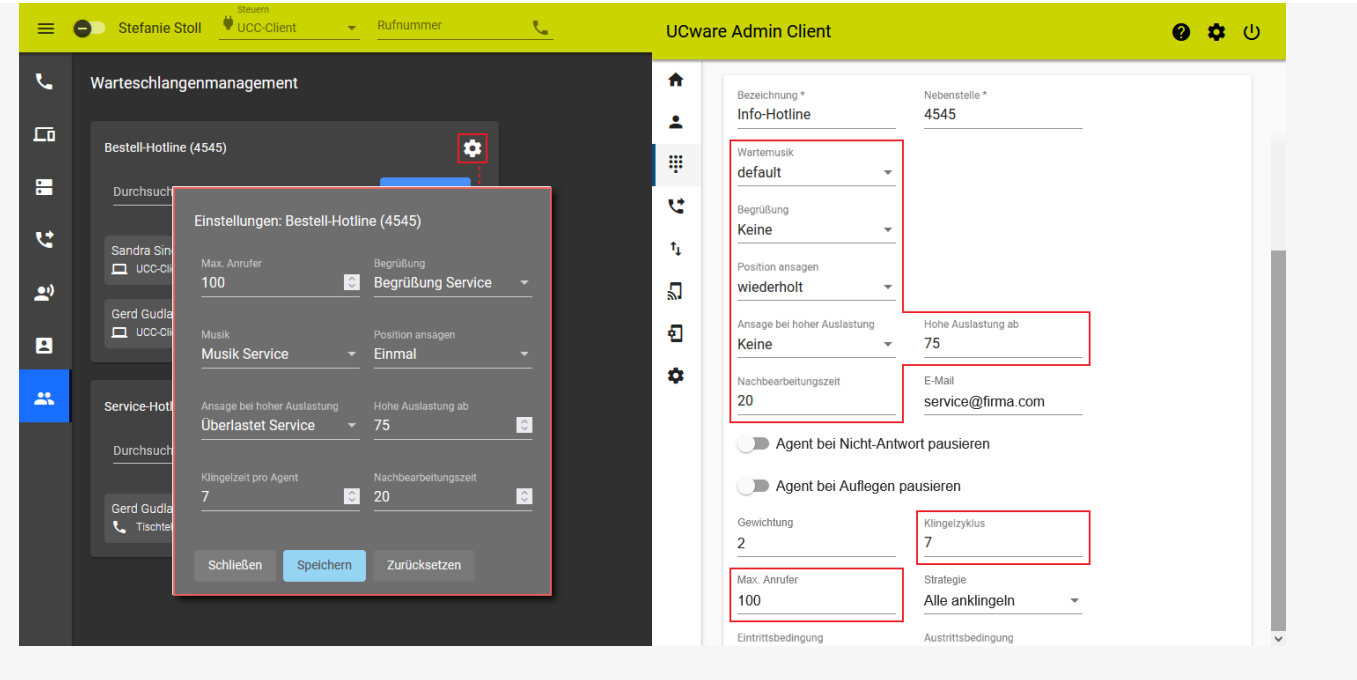 Steuern
Stefanie Stoll
UCC-Client
Rufnummer
Warteschlangenmanagement
Bestell-Hotline (4545)
Durchsuch
Sandra Sin
UCC-Cli
Gerd Gudla
UCC-Cli
Service-Hotl
Durchsuch
Gerd Gudla
Tischtel
Einstellungen: Bestell-Hotline (4545)
Max. Anrufer
Begrüßung
100
Begrüßung Service
Musik
Position ansagen
Musik Service
Einmal
Ansage bei hoher Auslastung
Hohe Auslastung ab
Überlastet Service
75
Klingelzeit pro Agent
Nachbearbeitungszeit
7
20
Schließen
Speichern
Zurücksetzen
UCware Admin Client
Bezeichnung *
Nebenstelle *
Info-Hotline
4545
Wartemusik
default
Begrüßung
Keine
Position ansagen
wiederholt
Ansage bei hoher Auslastung
Hohe Auslastung ab
Keine
75
Nachbearbeitungszeit
E-Mail
20
service@firma.com
Agent bei Nicht-Antwort pausieren
Agent bei Auflegen pausieren
Gewichtung
Klingelzyklus
2
7
Max. Anrufer
Strategie
100
Alle anklingeln
Eintrittsbedingung
Austrittsbedingung